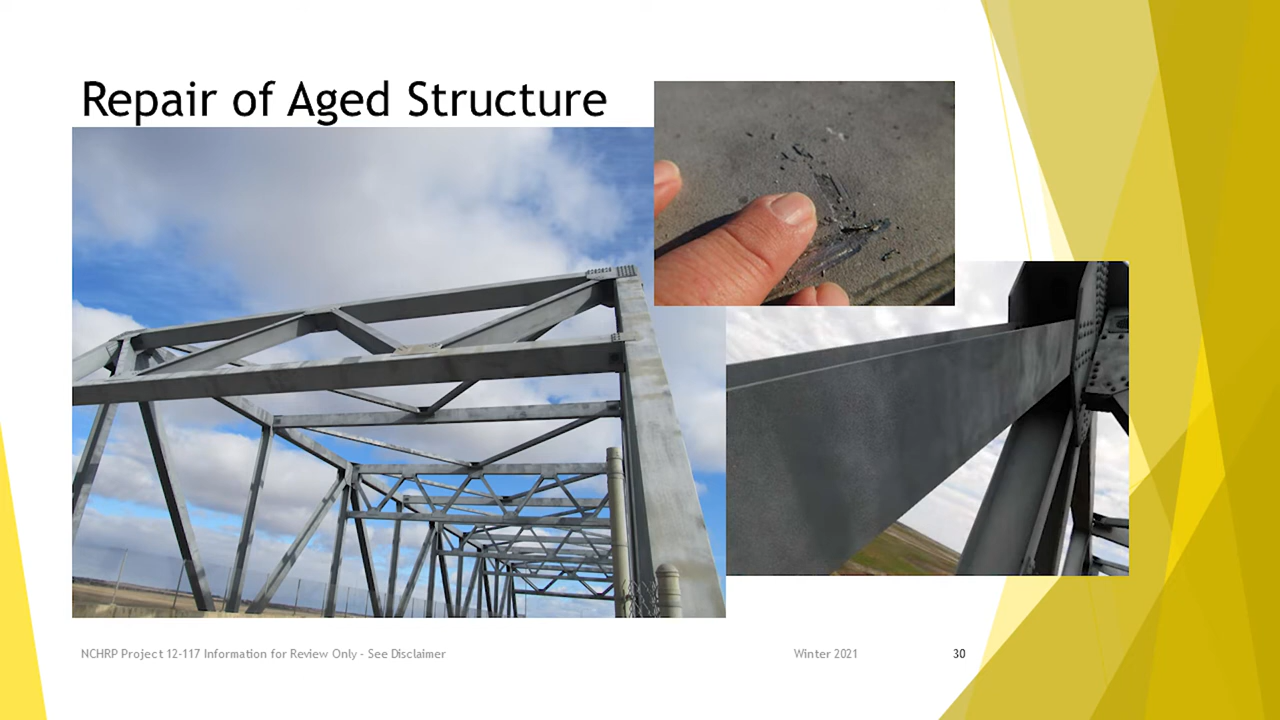 Repair of Aged Structure
NCHRP Project 12-117 Information for Review Only - See Disclaimer
Winter 2021
30